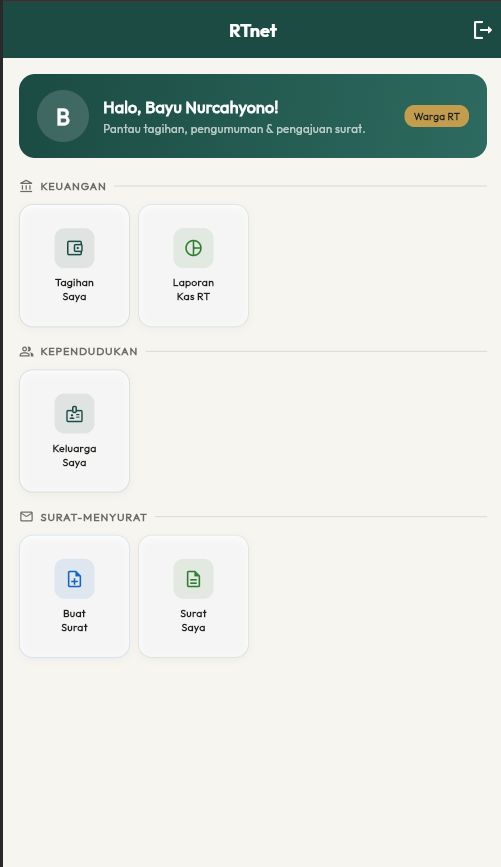 RTnet
B
Halo, Bayu Nurcahyono!
Pantau tagihan, pengumuman & pengajuan surat.
Warga RT
KEUANGAN
Tagihan
Saya
Laporan
Kas RT
KEPENDUDUKAN
Keluarga
Saya
SURAT-MENYURAT
Buat
Surat
Surat
Saya